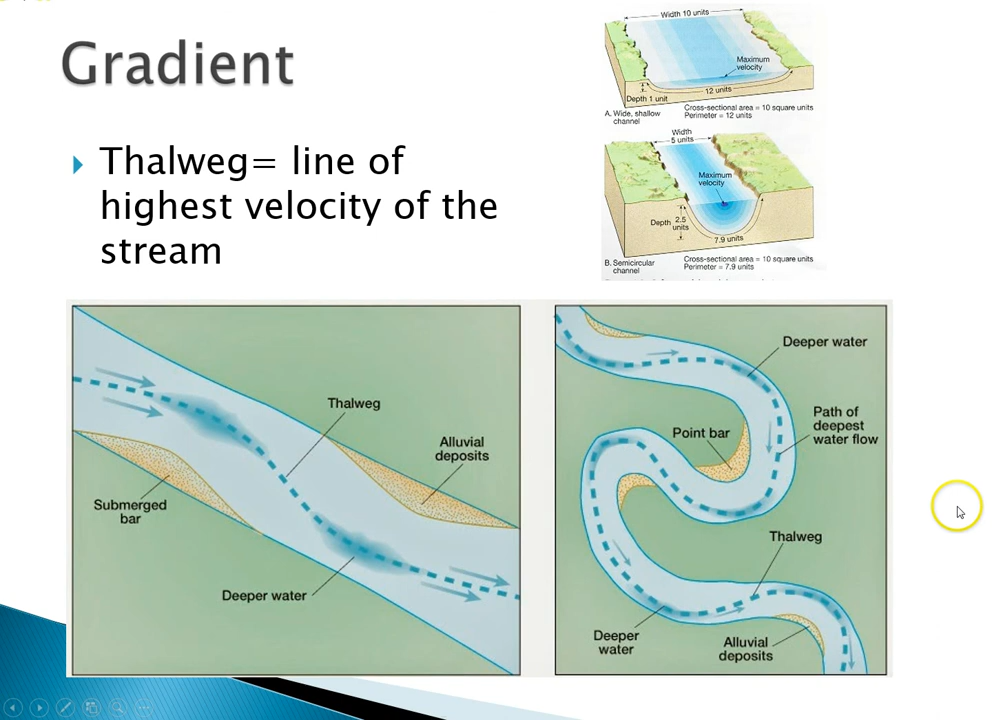 Gradient
Thalweg= line of
highest velocity of the
stream
Width 10 units
Maximum
velocity
12 units
Depth 1 unit
A. Wide, shallow
channel
Cross-sectional area = 10 square units
Perimeter = 12 units
Width
5 units
Maximum
velocity
Depth 2.5
units
7.9 units
B. Semicircular
channel
Cross-sectional area = 10 square units
Perimeter = 7.9 units
Thalweg
Alluvial
deposits
Submerged
bar
Deeper water
Deeper water
Path of
deepest
water flow
Point bar
Thalweg
Deeper
water
Alluvial
deposits